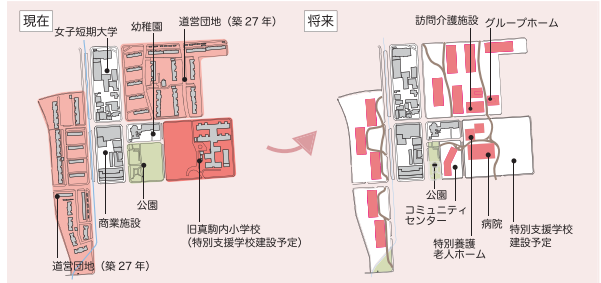 現在
女子短期大学
幼稚園
道営団地（築27年）
公園
商業施設
旧真駒内小学校
（特別支援学校建設予定）
道営団地（築27年）
将来
訪問介護施設
グループホーム
公園
コミュニティ
センター
特別養護
老人ホーム
病院
特別支援学校
建設予定